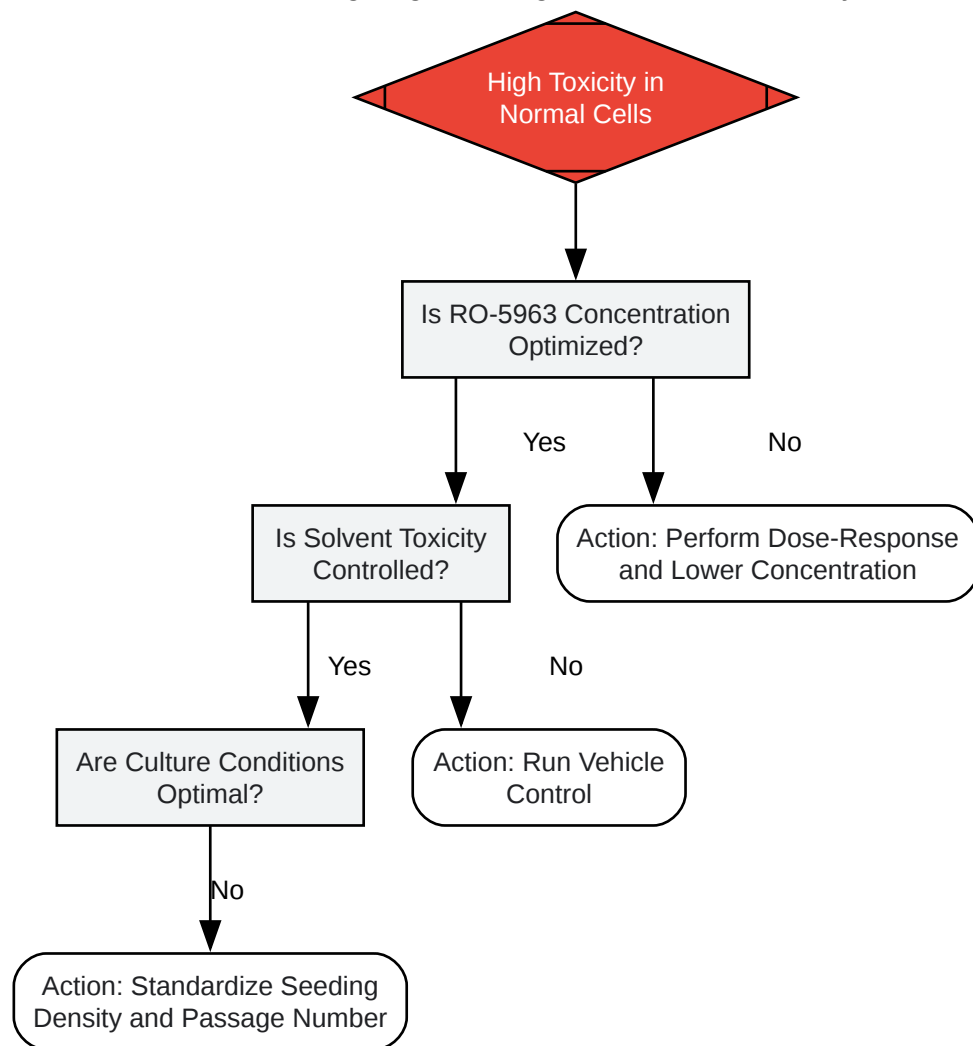 High Toxicity in
Normal Cells
Is RO-5963 Concentration
Optimized?
Yes
No
Is Solvent Toxicity
Controlled?
Action: Perform Dose-Response
and Lower Concentration
Yes
No
Are Culture Conditions
Optimal?
Action: Run Vehicle
Control
No
Action: Standardize Seeding
Density and Passage Number